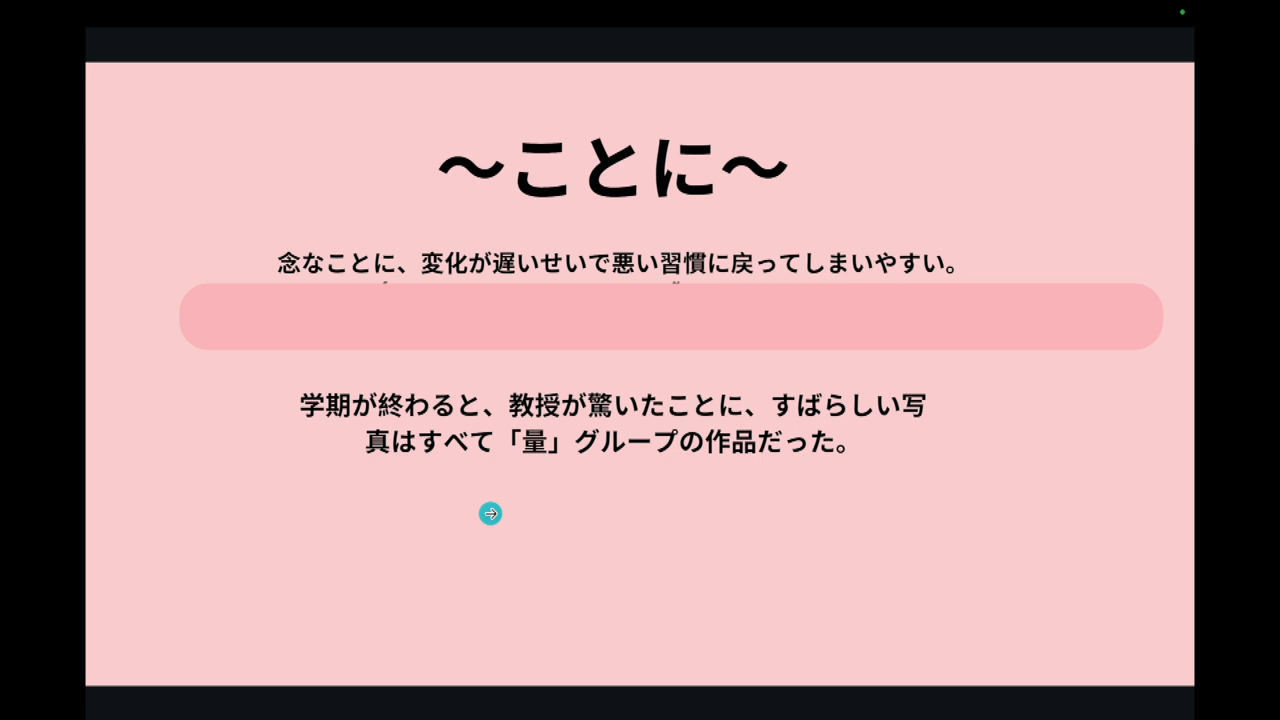 〜ことに〜
念なことに、変化が遅いせいで悪い習慣に戻ってしまいやすい。
学期が終わると、教授が驚いたことに、すばらしい写
真はすべて「量」グループの作品だった。